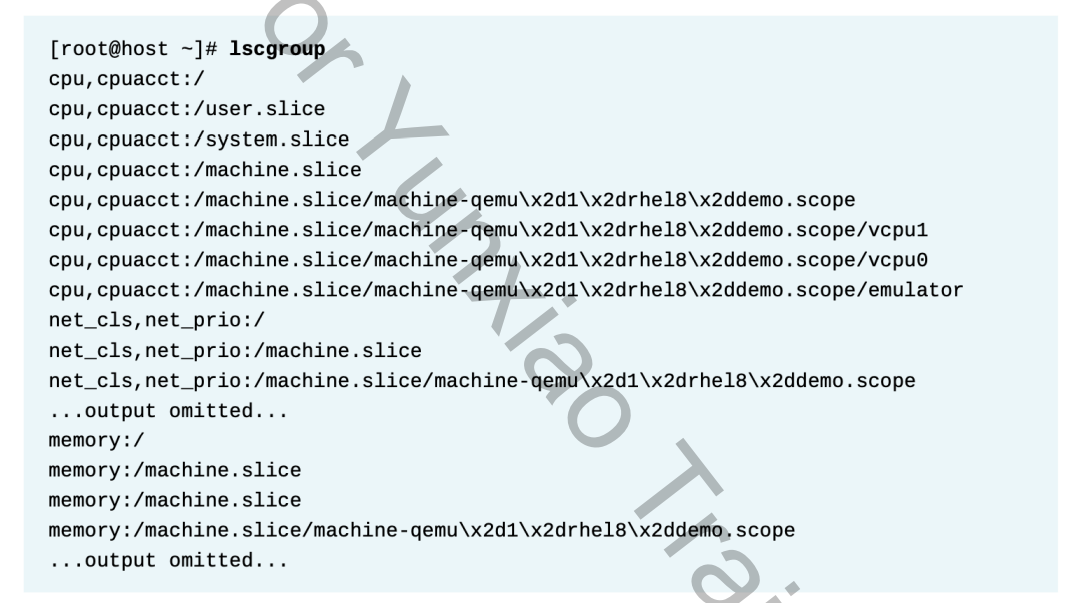 [root@host ~]# lscgroup
cpu,cpuacct:/
cpu,cpuacct:/user.slice
cpu,cpuacct:/system.slice
cpu,cpuacct:/machine.slice
cpu,cpuacct:/machine.slice/machine-qemu\x2d1\x2drhel8\x2ddemo.scope
cpu,cpuacct:/machine.slice/machine-qemu\x2d1\x2drhel8\x2ddemo.scope/vcpu1
cpu,cpuacct:/machine.slice/machine-qemu\x2d1\x2drhel8\x2ddemo.scope/vcpu0
cpu,cpuacct:/machine.slice/machine-qemu\x2d1\x2drhel8\x2ddemo.scope/emulator
net_cls,net_prio:/
net_cls,net_prio:/machine.slice
net_cls,net_prio:/machine.slice/machine-qemu\x2d1\x2drhel8\x2ddemo.scope
...output omitted...
memory:/
memory:/machine.slice
memory:/machine.slice
memory:/machine.slice/machine-qemu\x2d1\x2drhel8\x2ddemo.scope
...output omitted...
or Yunxiao Trai